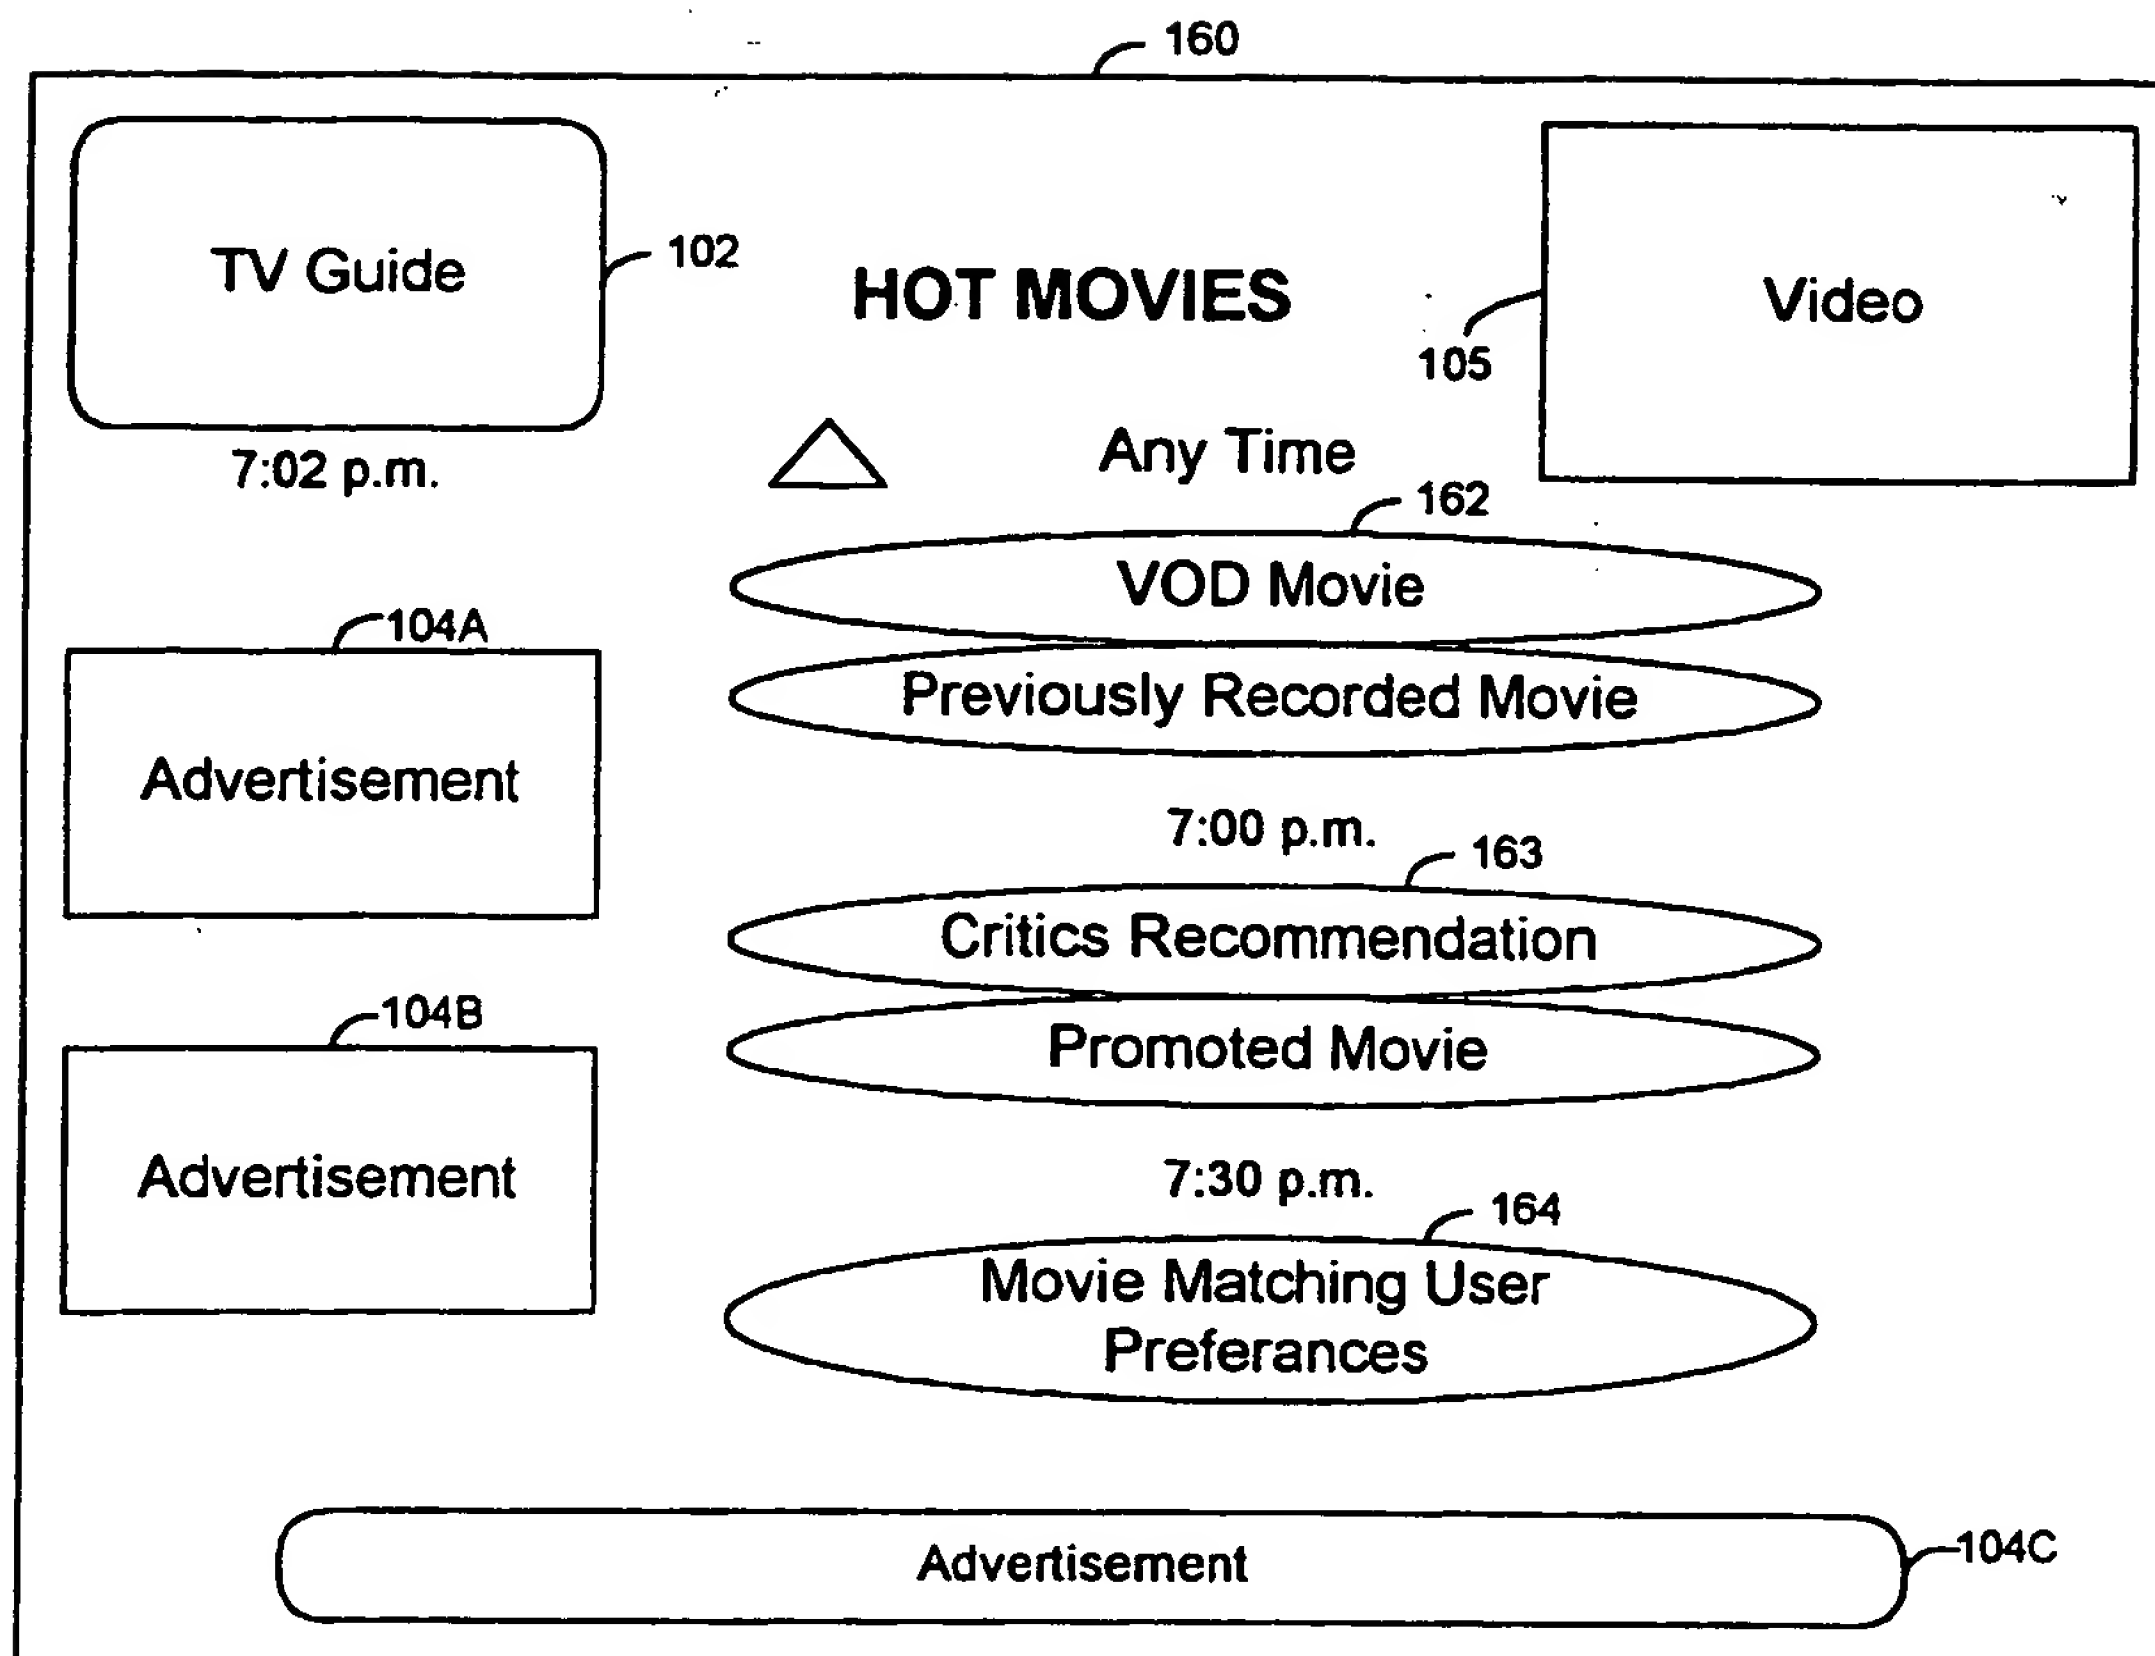 160
TV Guide
102
HOT MOVIES
Video
105
7:02 p.m.
Any Time
162
VOD Movie
104A
Previously Recorded Movie
Advertisement
7:00 p.m.
163
Critics Recommendation
104B
Promoted Movie
Advertisement
7:30 p.m.
164
Movie Matching User
Preferances
Advertisement
104C